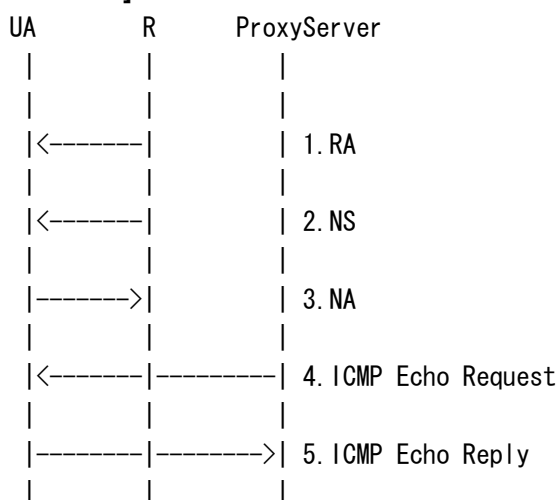 UA R ProxyServer
1. RA
2. NS
3. NA
4. ICMP Echo Request
5. ICMP Echo Reply